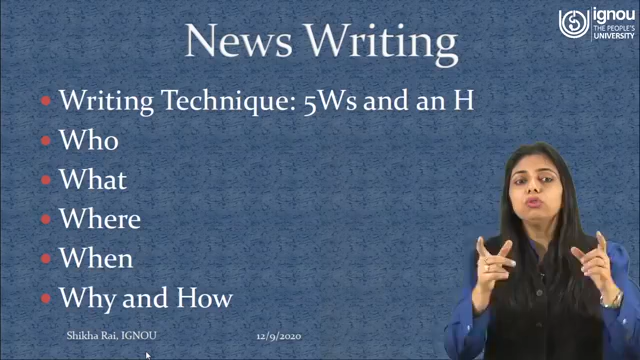 ignou
THE PEOPLE'S
UNIVERSITY
News Writing
Writing Technique: 5Ws and an H
Who
What
Where
When
Why and How
Shikha Rai, IGNOU
12/9/2020